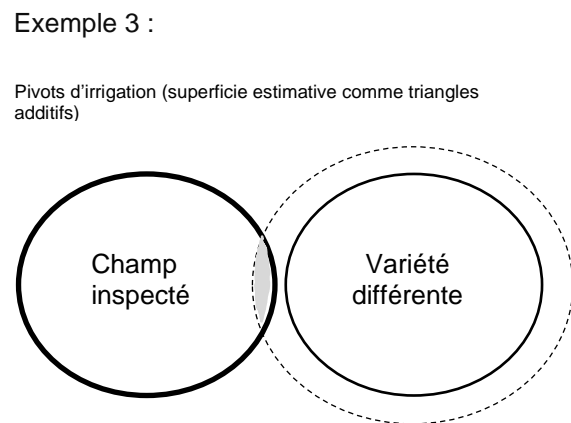 Exemple 3 :
Pivots d’irrigation (superficie estimative comme triangles
additifs)
Champ
inspecté
Variété
différente